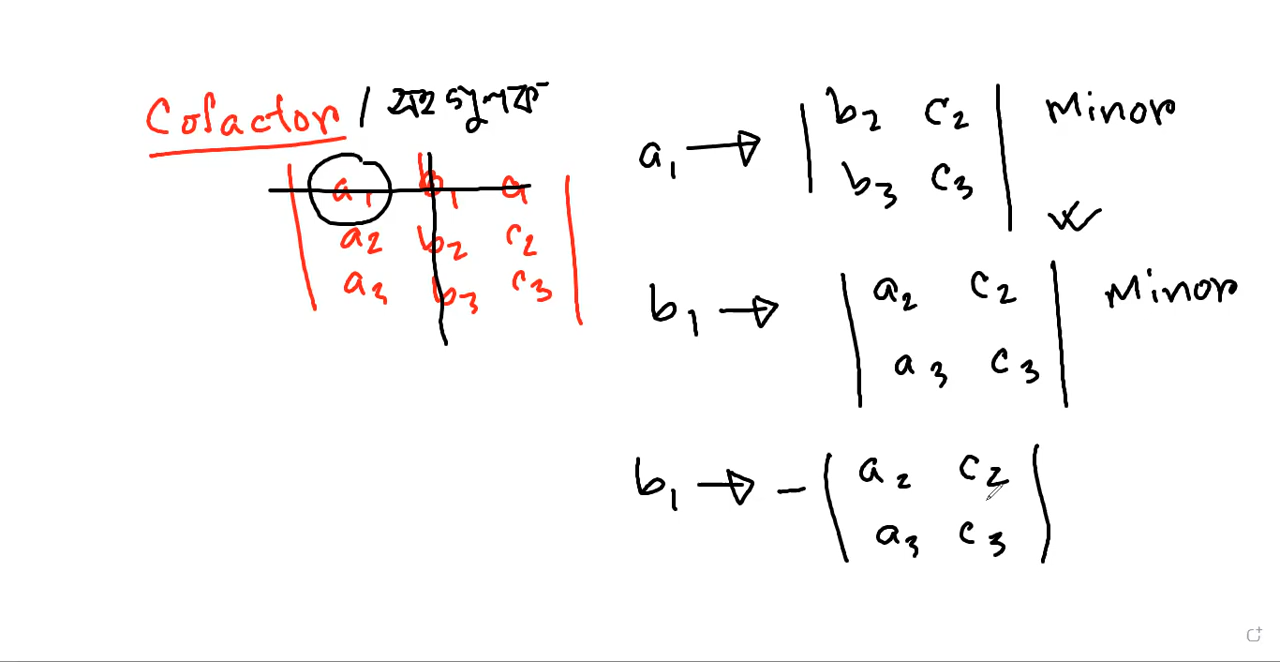 Cofactor / সহগুণক
a₁ b₁ c₁
a₂ b₂ c₂
a₃ b₃ c₃
a₁ → | b₂ c₂ | Minor
| b₃ c₃ |
b₁ → | a₂ c₂ | Minor
| a₃ c₃ |
b₁ → - | a₂ c₂ |
| a₃ c₃ |